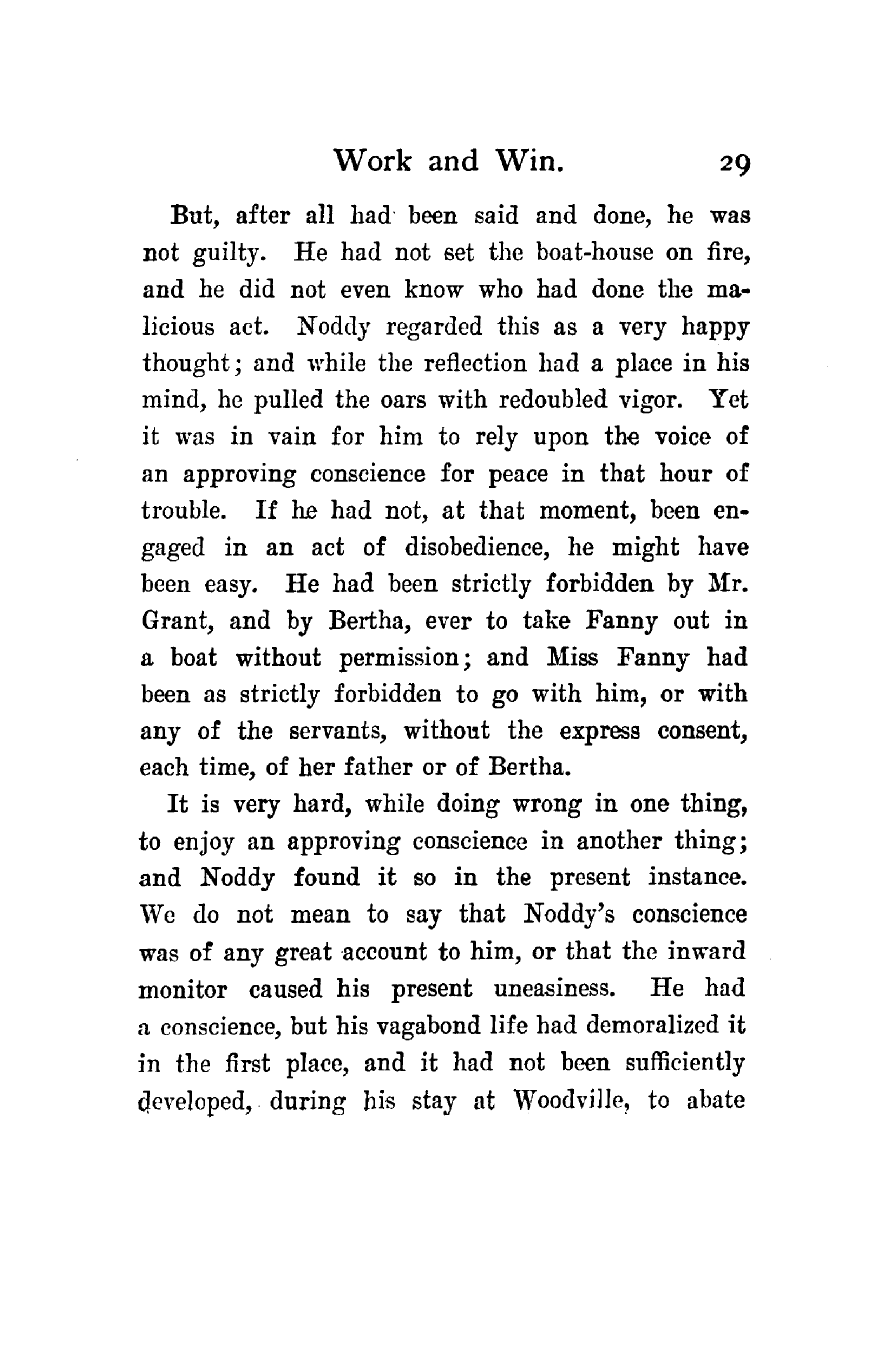 Work and Win. 29
But, after all had been said and done, he was
not guilty. He had not set the boat-house on fire,
and he did not even know who had done the ma-
licious act. Noddy regarded this as a very happy
thought; and while the reflection had a place in his
mind, he pulled the oars with redoubled vigor. Yet
it was in vain for him to rely upon the voice of
an approving conscience for peace in that hour of
trouble. If he had not, at that moment, been en-
gaged in an act of disobedience, he might have
been easy. He had been strictly forbidden by Mr.
Grant, and by Bertha, ever to take Fanny out in
a boat without permission; and Miss Fanny had
been as strictly forbidden to go with him, or with
any of the servants, without the express consent,
each time, of her father or of Bertha.
It is very hard, while doing wrong in one thing,
to enjoy an approving conscience in another thing;
and Noddy found it so in the present instance.
We do not mean to say that Noddy's conscience
was of any great account to him, or that the inward
monitor caused his present uneasiness. He had
a conscience, but his vagabond life had demoralized it
in the first place, and it had not been sufficiently
developed, during his stay at Woodville, to abate